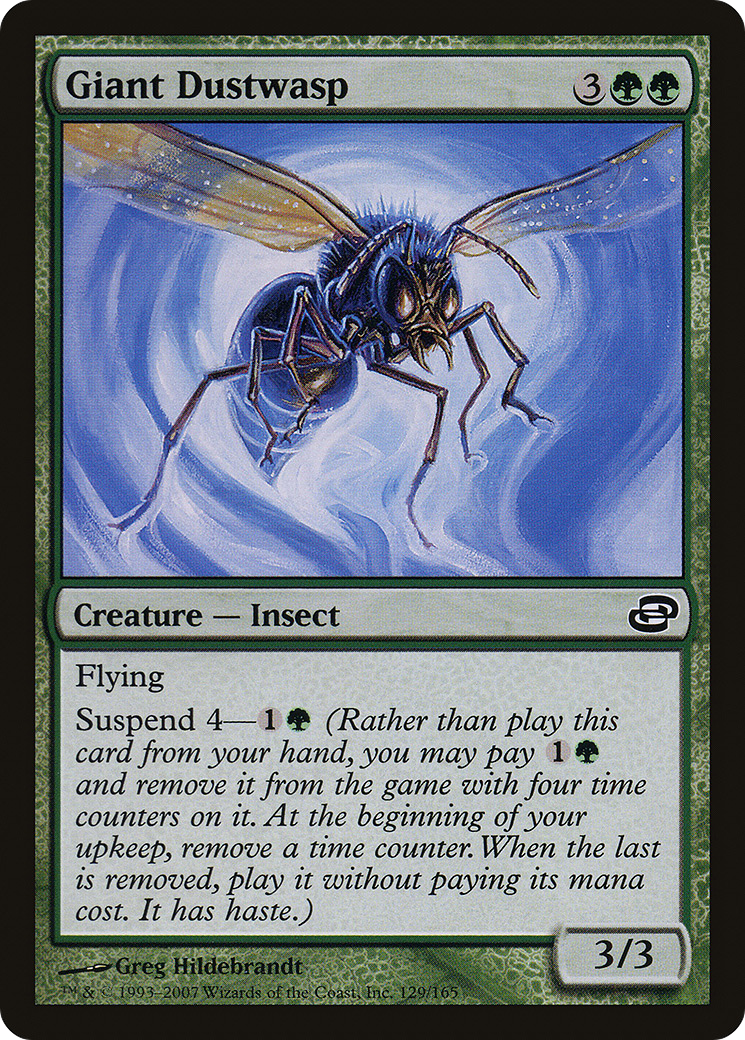 Giant Dustwasp 3
Creature — Insect
Flying
Suspend 4—1 (Rather than play this
card from your hand, you may pay 1
and remove it from the game with four time
counters on it. At the beginning of your
upkeep, remove a time counter. When the last
is removed, play it without paying its mana
cost. It has haste.)
3/3
Greg Hildebrandt
™ & © 1993–2007 Wizards of the Coast, Inc. 129/165